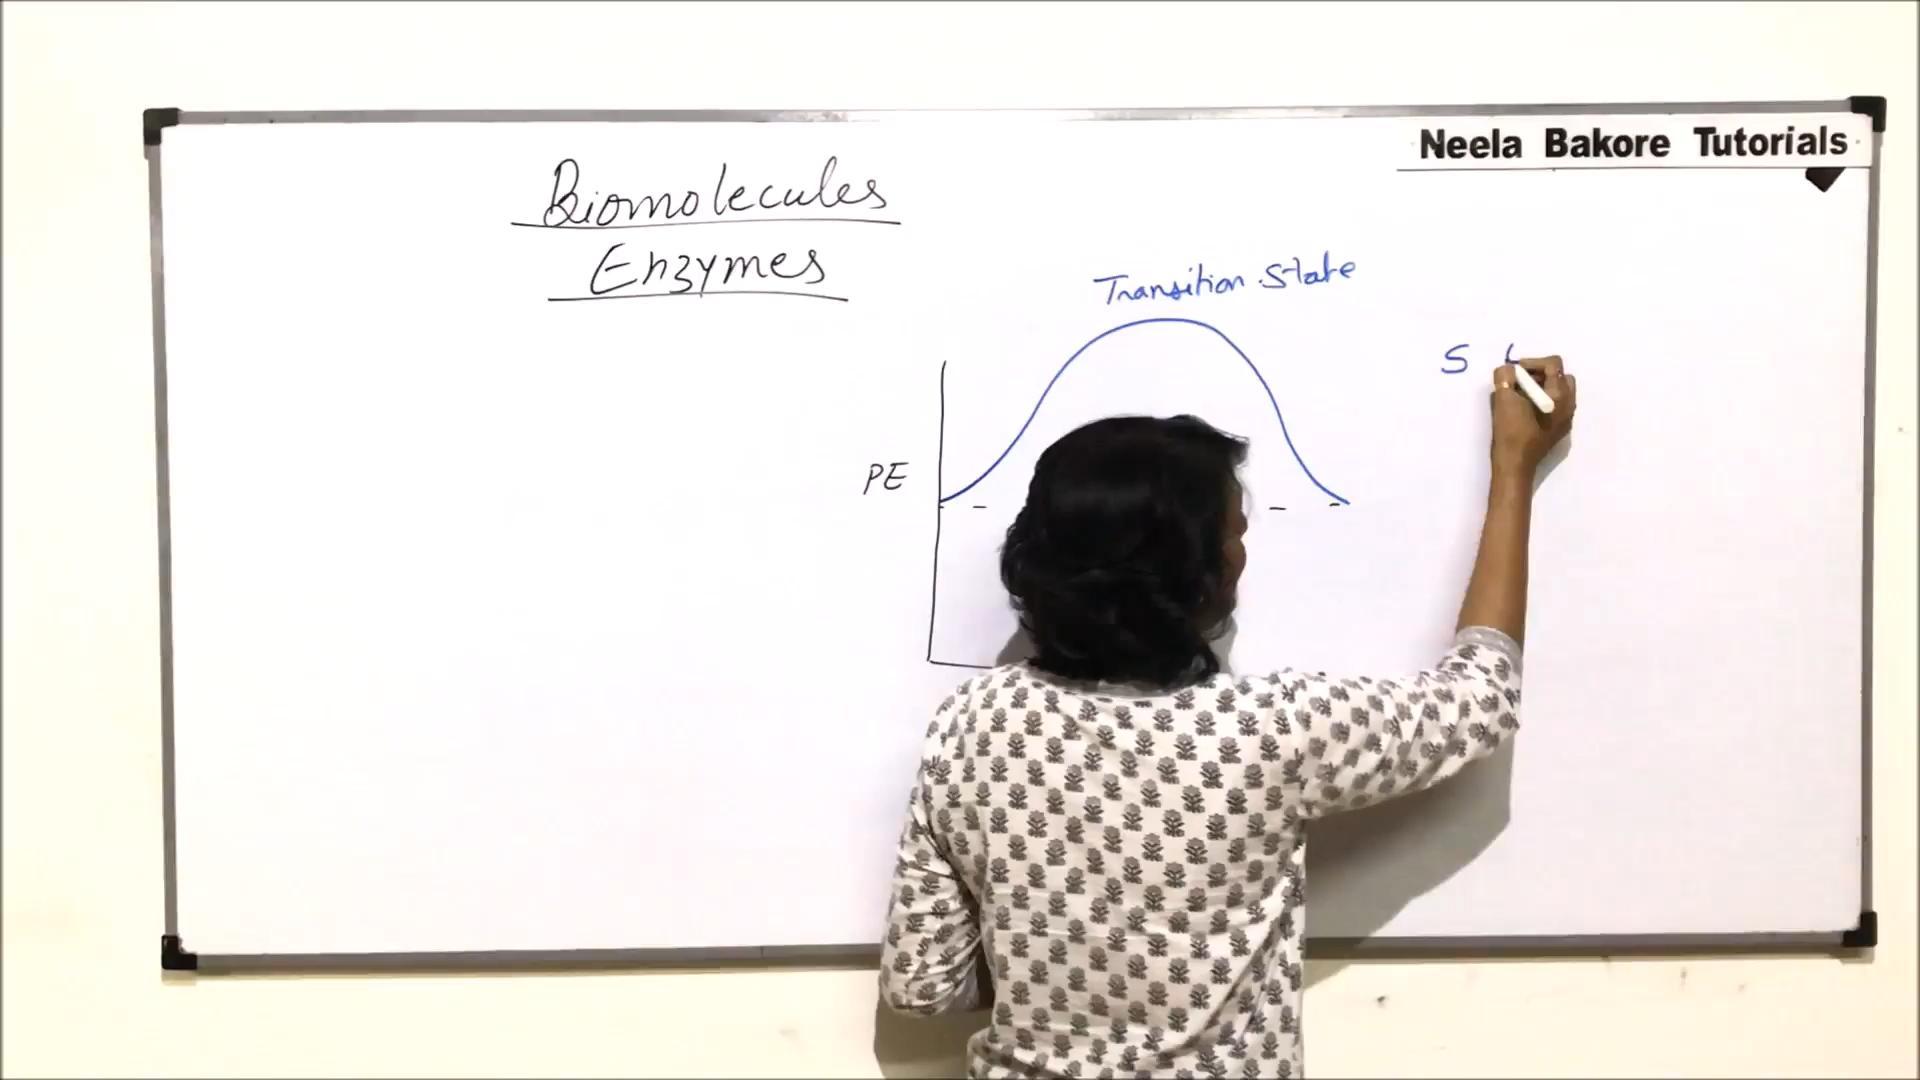 Neela Bakore Tutorials
Biomolecules
Enzymes
Transition State
S
PE